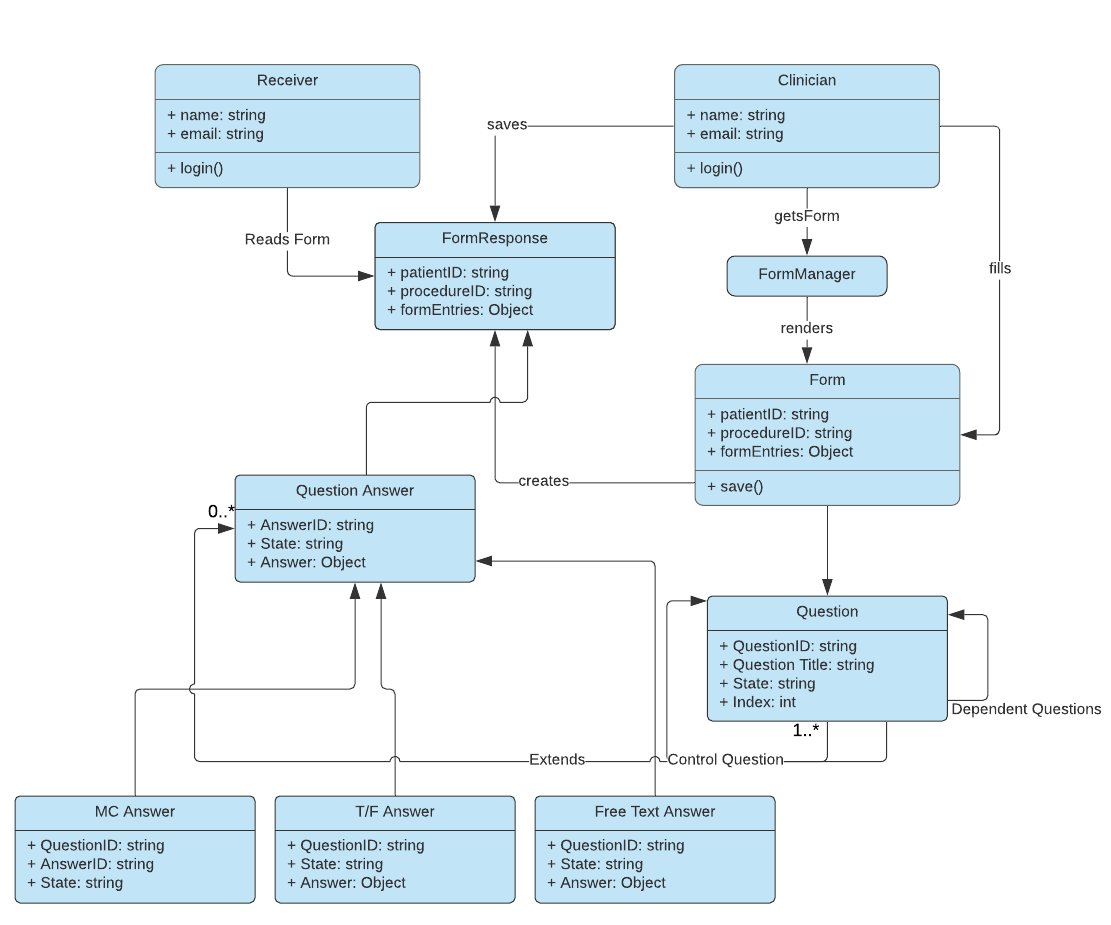 Receiver
+ name: string
+ email: string
+ login()
Clinician
+ name: string
+ email: string
+ login()
saves
getsForm
Reads Form
FormResponse
+ patientID: string
+ procedureID: string
+ formEntries: Object
FormManager
fills
renders
Form
+ patientID: string
+ procedureID: string
+ formEntries: Object
+ save()
creates
Question Answer
+ AnswerID: string
+ State: string
+ Answer: Object
0..*
Question
+ QuestionID: string
+ Question Title: string
+ State: string
+ Index: int
Dependent Questions
1..*
Extends
Control Question
MC Answer
+ QuestionID: string
+ AnswerID: string
+ State: string
T/F Answer
+ QuestionID: string
+ State: string
+ Answer: Object
Free Text Answer
+ QuestionID: string
+ State: string
+ Answer: Object